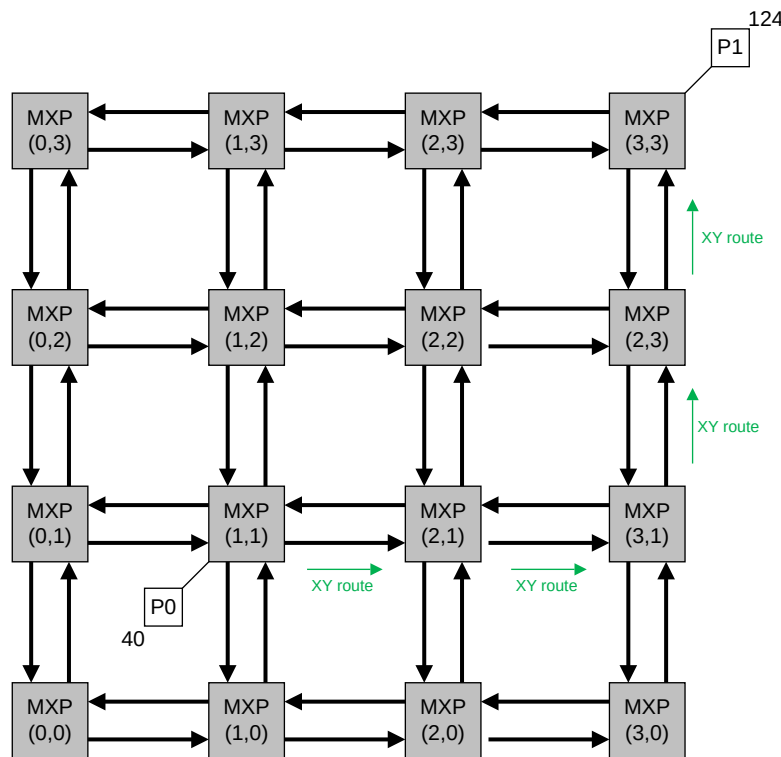 124
P1
MXP
(0,3)
MXP
(1,3)
MXP
(2,3)
MXP
(3,3)
XY route
MXP
(0,2)
MXP
(1,2)
MXP
(2,2)
MXP
(2,3)
XY route
MXP
(0,1)
MXP
(1,1)
MXP
(2,1)
MXP
(3,1)
XY route
XY route
P0
40
MXP
(0,0)
MXP
(1,0)
MXP
(2,0)
MXP
(3,0)